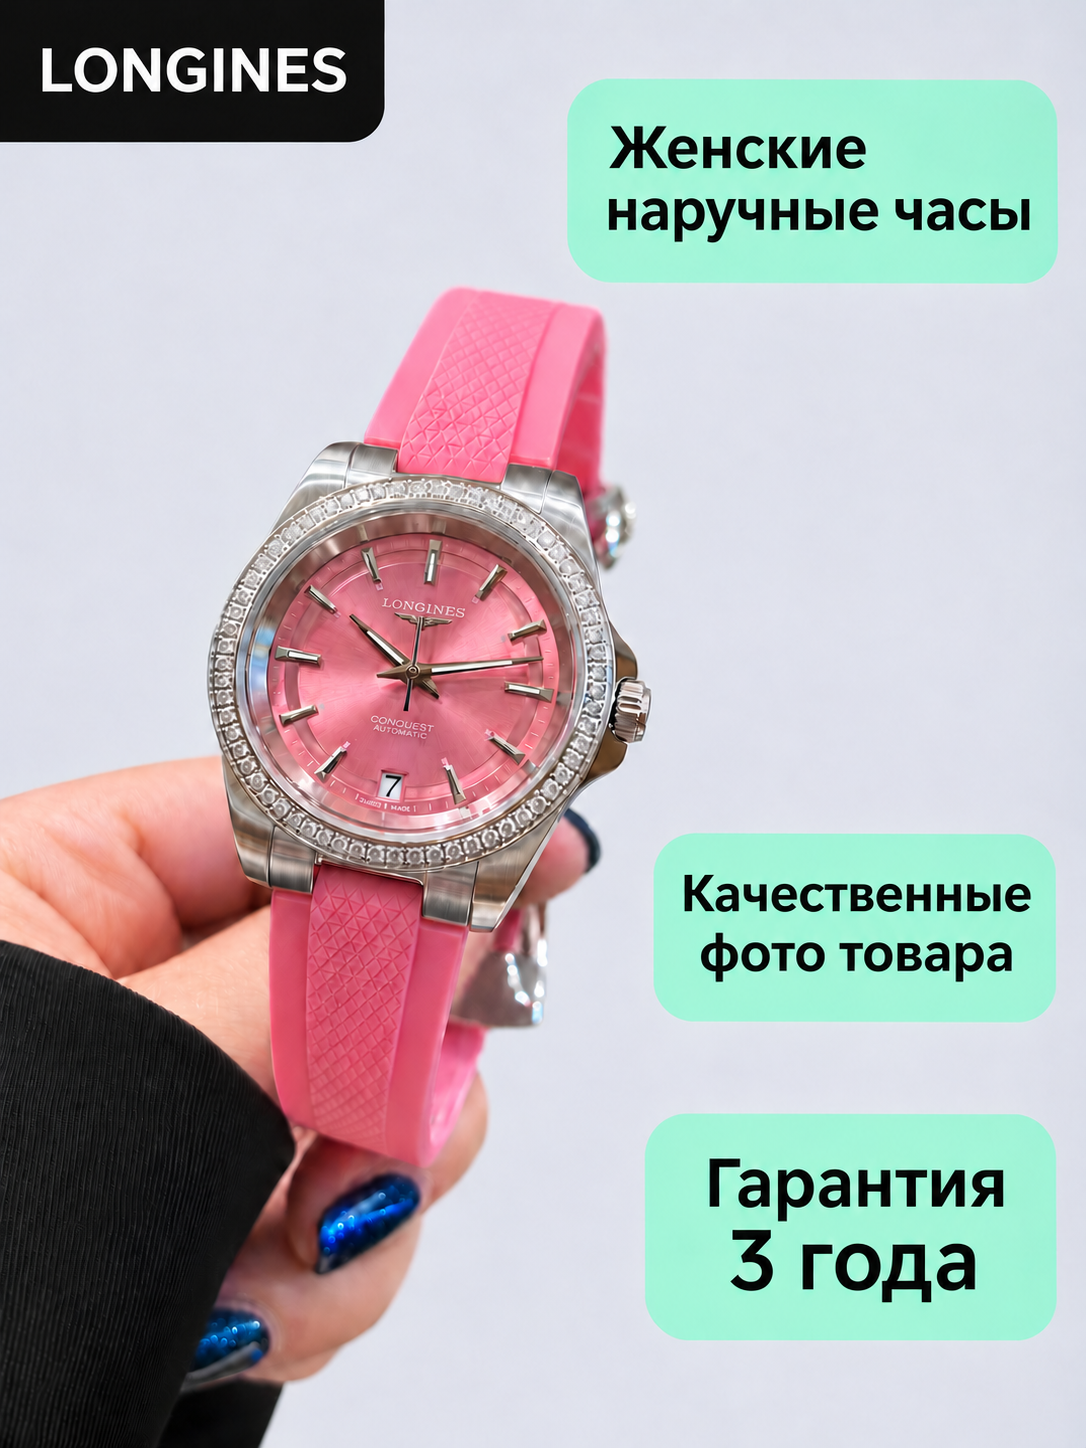 LONGINES
Женские
наручные часы
LONGINES
CONQUEST
AUTOMATIC
7
Качественные
фото товара
Гарантия
3 года